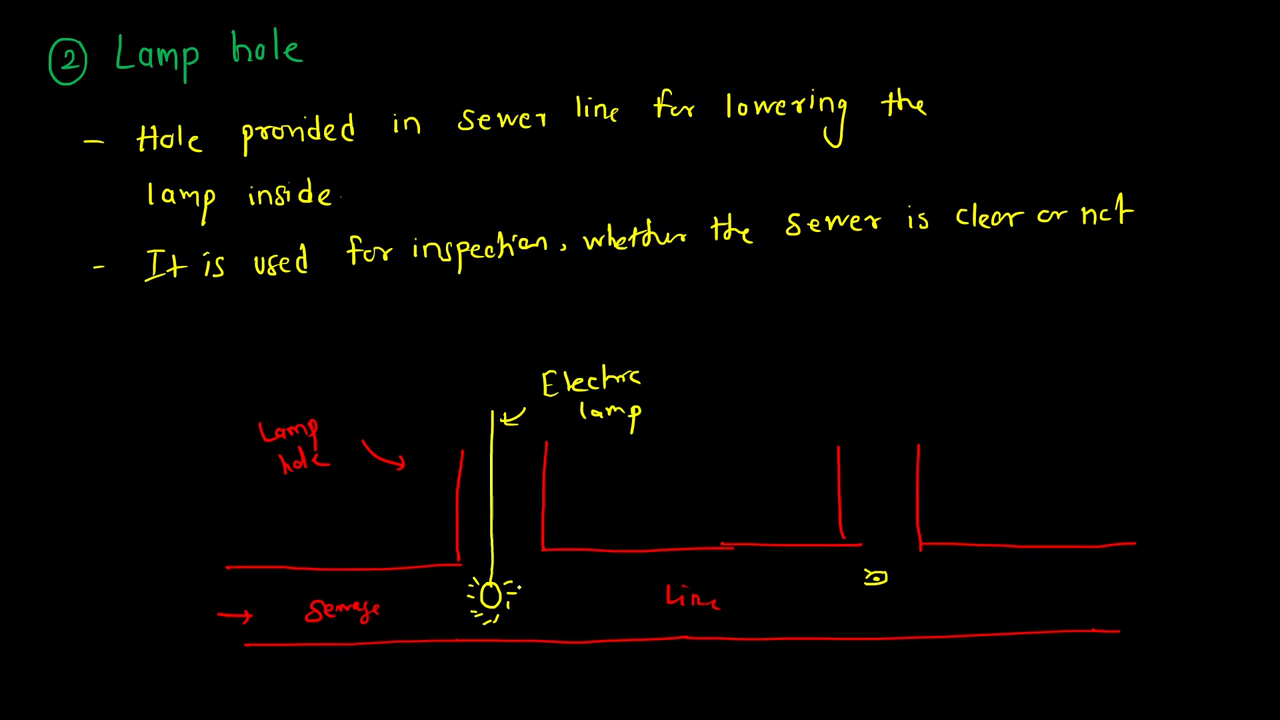 ② Lamp hole
- Hole provided in sewer line for lowering the
lamp inside.
- It is used for inspection, whether the sewer is clear or not
Electric
lamp
Lamp
hole
Sewage
Line